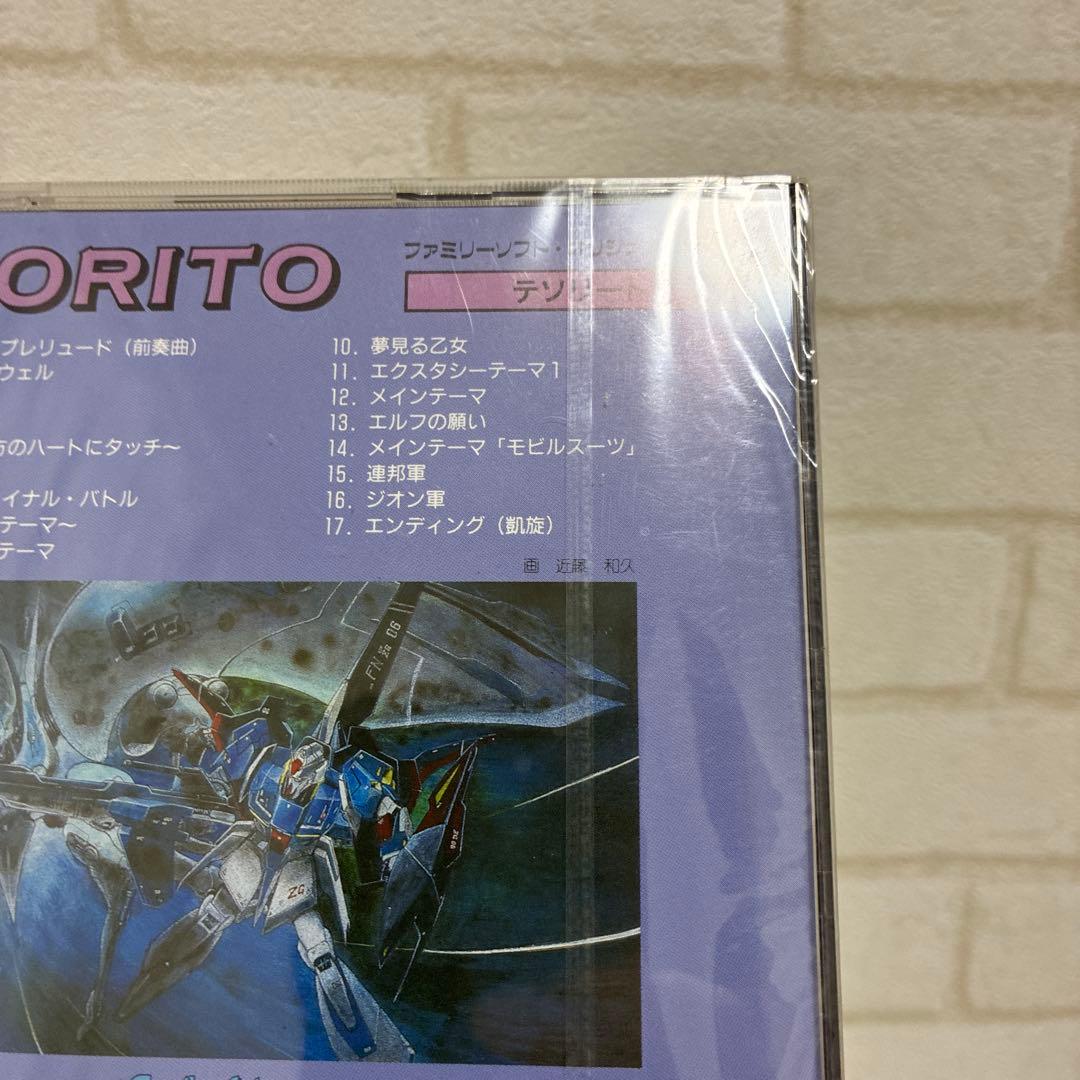 ORITO
ファミリーソフト・
テソリート
プレリュード（前奏曲）
ウェル
のハートにタッチ～
イナル・バトル
テーマ～
テーマ
10. 夢見る乙女
11. エクスタシーテーマ1
12. メインテーマ
13. エルフの願い
14. メインテーマ「モビルスーツ」
15. 連邦軍
16. ジオン軍
17. エンディング（凱旋）
画 近藤 和久
06
ZG